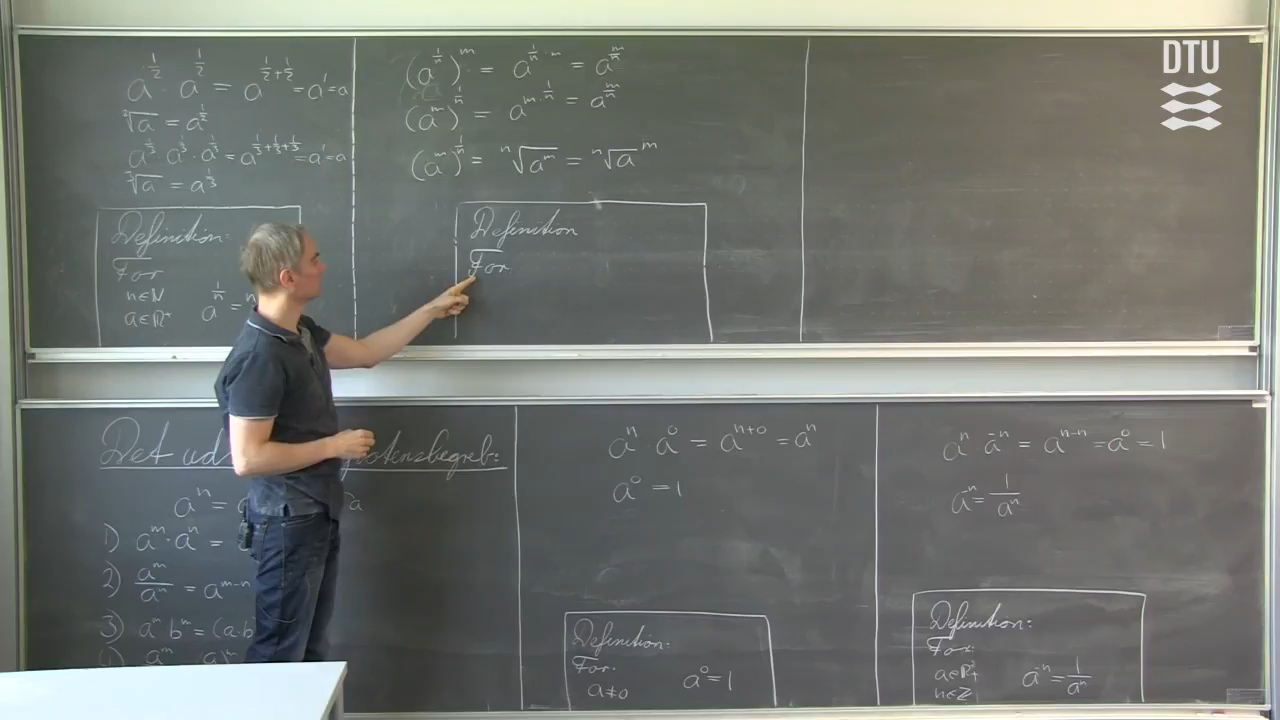 a^{1/2} · a^{1/2} = a^{1/2+1/2} = a^1 = a
²√a = a^{1/2}
a^{1/3} · a^{1/3} · a^{1/3} = a^{1/3+1/3+1/3} = a^1 = a
³√a = a^{1/3}
Definition:
For
n∈ℕ
a∈ℝ⁺ a^{1/n} =
(a^{1/n})^m = a^{1/n · m} = a^{m/n}
(a^m)^{1/n} = a^{m · 1/n} = a^{m/n}
(a^m)^{1/n} = ⁿ√a^m = ⁿ√a ^m
Definition
For
DTU
Det ud
a^n =
a
1) a^m · a^n =
2) a^m/a^n = a^{m-n}
3) a^n b^n = (a b
4)
a^n · a^0 = a^{n+0} = a^n
a^0 = 1
Definition:
For:
a≠0 a^0 = 1
a^n · a^{-n} = a^{n-n} = a^0 = 1
a^{-n} = 1/a^n
Definition:
For:
a^{-n} = 1/a^n
n∈ℤ